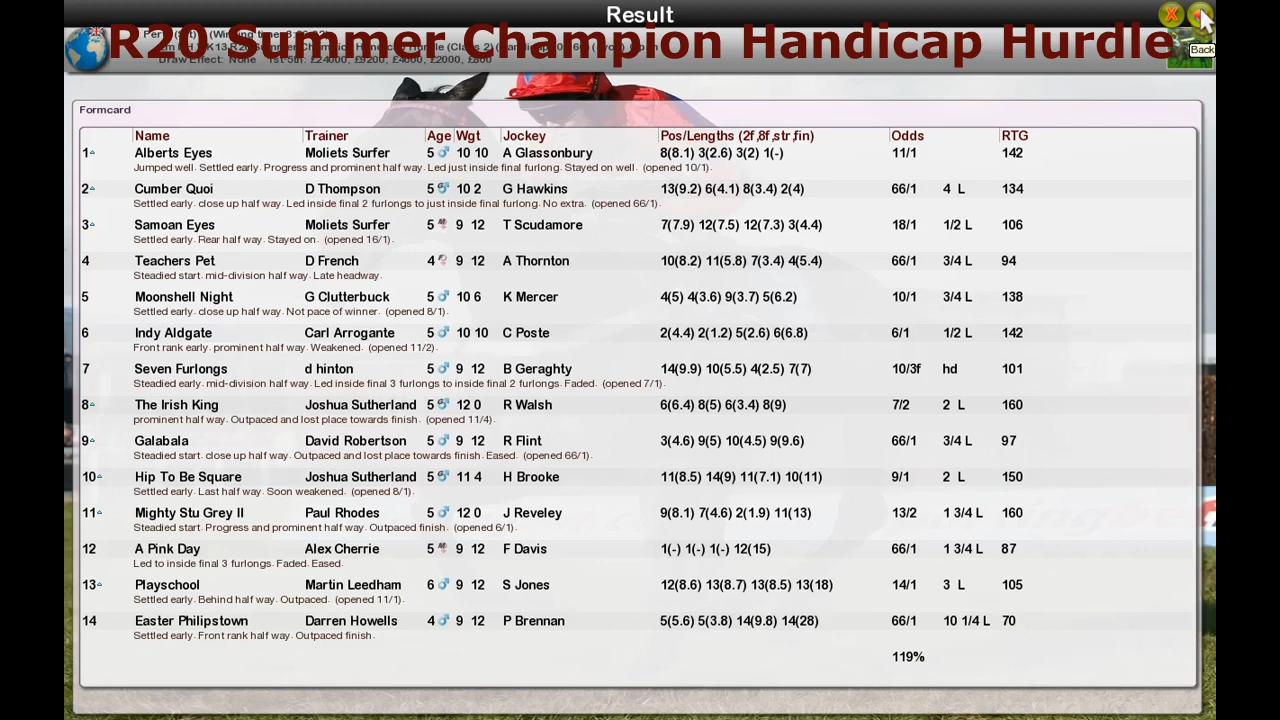 Result
R20 Summer Champion Handicap Hurdle
Back
Draw Effect: None 1st-5th: £24000, £9200, £4000, £2000, £800
Formcard
Name Trainer Age Wgt Jockey Pos/Lengths (2f,8f,str,fin) Odds RTG
1 Alberts Eyes Moliets Surfer 5 10 10 A Glassonbury 8(8.1) 3(2.6) 3(2) 1(-) 11/1 142
Jumped well. Settled early. Progress and prominent half way. Led just inside final furlong. Stayed on well. (opened 10/1).
2 Cumber Quoi D Thompson 5 10 2 G Hawkins 13(9.2) 6(4.1) 8(3.4) 2(4) 66/1 4 L 134
Settled early. close up half way. Led inside final 2 furlongs to just inside final furlong. No extra. (opened 66/1).
3 Samoan Eyes Moliets Surfer 5 9 12 T Scudamore 7(7.9) 12(7.5) 12(7.3) 3(4.4) 18/1 1/2 L 106
Settled early. Rear half way. Stayed on. (opened 16/1).
4 Teachers Pet D French 4 9 12 A Thornton 10(8.2) 11(5.8) 7(3.4) 4(5.4) 66/1 3/4 L 94
Steadied start. mid-division half way. Late headway.
5 Moonshell Night G Clutterbuck 5 10 6 K Mercer 4(5) 4(3.6) 9(3.7) 5(6.2) 10/1 3/4 L 138
Settled early. close up half way. Not pace of winner. (opened 8/1).
6 Indy Aldgate Carl Arrogante 5 10 10 C Poste 2(4.4) 2(1.2) 5(2.6) 6(6.8) 6/1 1/2 L 142
Front rank early. prominent half way. Weakened. (opened 11/2).
7 Seven Furlongs d hinton 5 9 12 B Geraghty 14(9.9) 10(5.5) 4(2.5) 7(7) 10/3f hd 101
Steadied early. mid-division half way. Led inside final 3 furlongs to inside final 2 furlongs. Faded. (opened 7/1).
8 The Irish King Joshua Sutherland 5 12 0 R Walsh 6(6.4) 8(5) 6(3.4) 8(9) 7/2 2 L 160
prominent half way. Outpaced and lost place towards finish. (opened 11/4).
9 Galabala David Robertson 5 9 12 R Flint 3(4.6) 9(5) 10(4.5) 9(9.6) 66/1 3/4 L 97
Steadied start. close up half way. Outpaced and lost place towards finish. Eased. (opened 66/1).
10 Hip To Be Square Joshua Sutherland 5 11 4 H Brooke 11(8.5) 14(9) 11(7.1) 10(11) 9/1 2 L 150
Settled early. Last half way. Soon weakened. (opened 8/1).
11 Mighty Stu Grey II Paul Rhodes 5 12 0 J Reveley 9(8.1) 7(4.6) 2(1.9) 11(13) 13/2 1 3/4 L 160
Steadied start. Progress and prominent half way. Outpaced finish. (opened 6/1).
12 A Pink Day Alex Cherrie 5 9 12 F Davis 1(-) 1(-) 1(-) 12(15) 66/1 1 3/4 L 87
Led to inside final 3 furlongs. Faded. Eased.
13 Playschool Martin Leedham 6 9 12 S Jones 12(8.6) 13(8.7) 13(8.5) 13(18) 14/1 3 L 105
Settled early. Behind half way. Outpaced. (opened 11/1).
14 Easter Philipstown Darren Howells 4 9 12 P Brennan 5(5.6) 5(3.8) 14(9.8) 14(28) 66/1 10 1/4 L 70
Settled early. Front rank half way. Outpaced finish.
119%